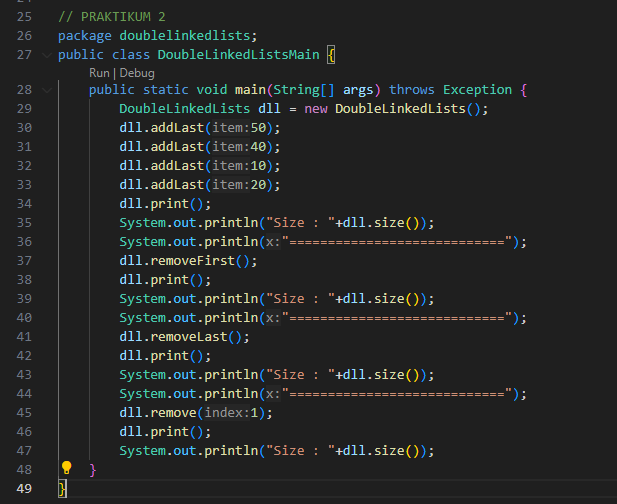 25 // PRAKTIKUM 2
26 package doublelinkedlists;
27 public class DoubleLinkedListsMain {
Run | Debug
28 public static void main(String[] args) throws Exception {
29 DoubleLinkedLists dll = new DoubleLinkedLists();
30 dll.addLast(item:50);
31 dll.addLast(item:40);
32 dll.addLast(item:10);
33 dll.addLast(item:20);
34 dll.print();
35 System.out.println("Size : "+dll.size());
36 System.out.println(x:"============================");
37 dll.removeFirst();
38 dll.print();
39 System.out.println("Size : "+dll.size());
40 System.out.println(x:"============================");
41 dll.removeLast();
42 dll.print();
43 System.out.println("Size : "+dll.size());
44 System.out.println(x:"============================");
45 dll.remove(index:1);
46 dll.print();
47 System.out.println("Size : "+dll.size());
48 }
49 }